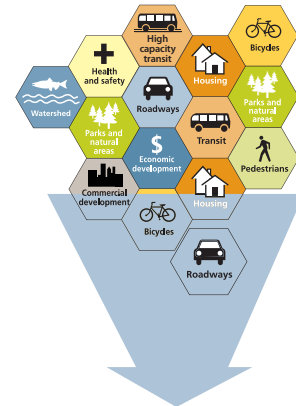 High
capacity
transit
Bicycles
Health
and safety
Housing
Watershed
Roadways
Parks and
natural
areas
Parks and
natural
areas
Transit
$
Economic
development
Pedestrians
Commercial
development
Housing
Bicycles
Roadways